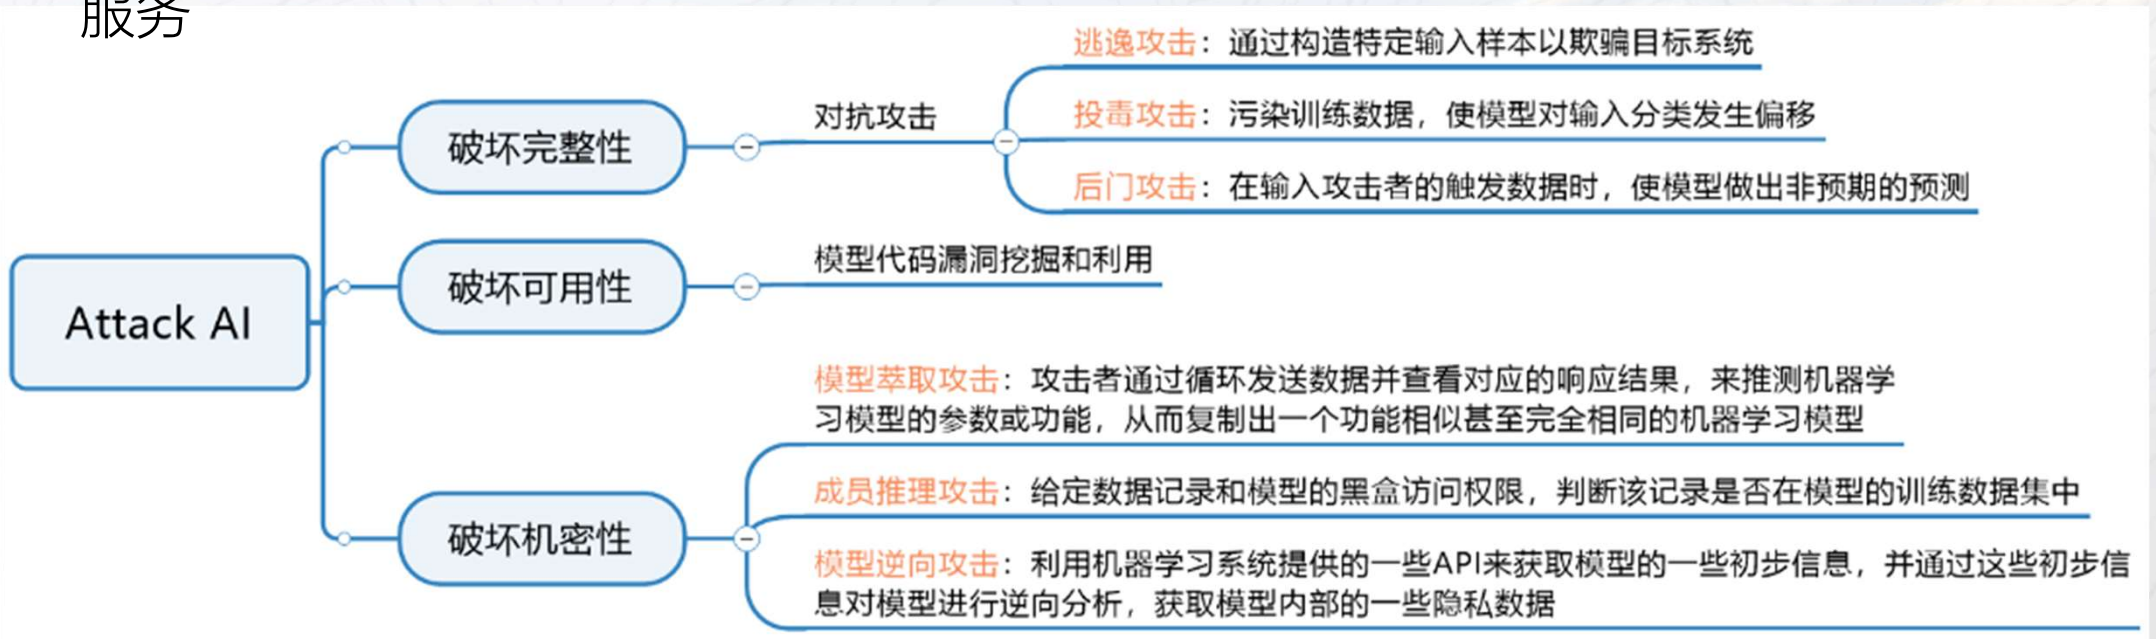 服务
逃逸攻击：通过构造特定输入样本以欺骗目标系统
对抗攻击
投毒攻击：污染训练数据，使模型对输入分类发生偏移
破坏完整性
后门攻击：在输入攻击者的触发数据时，使模型做出非预期的预测
模型代码漏洞挖掘和利用
破坏可用性
Attack AI
模型萃取攻击：攻击者通过循环发送数据并查看对应的响应结果，来推测机器学
习模型的参数或功能，从而复制出一个功能相似甚至完全相同的机器学习模型
成员推理攻击：给定数据记录和模型的黑盒访问权限，判断该记录是否在模型的训练数据集中
破坏机密性
模型逆向攻击：利用机器学习系统提供的一些API来获取模型的一些初步信息，并通过这些初步信
息对模型进行逆向分析，获取模型内部的一些隐私数据